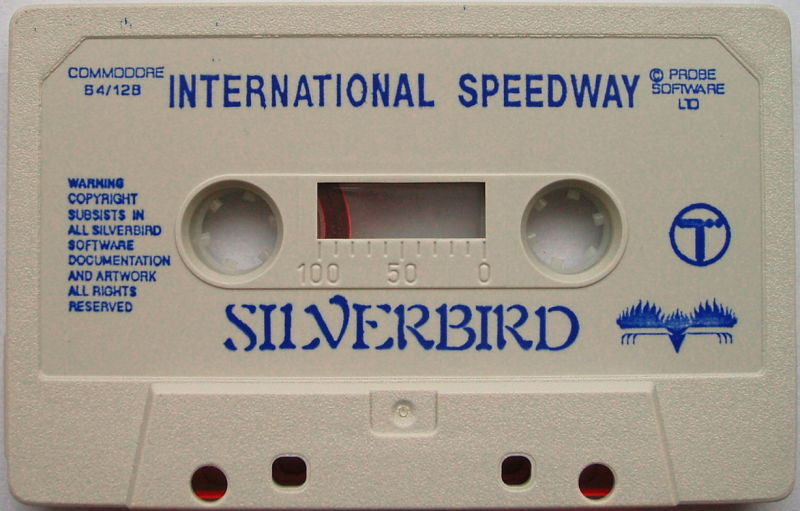 COMMODORE
64/128
INTERNATIONAL SPEEDWAY
© PROBE
SOFTWARE
LTD
WARNING
COPYRIGHT
SUBSISTS IN
ALL SILVERBIRD
SOFTWARE
DOCUMENTATION
AND ARTWORK
ALL RIGHTS
RESERVED
100 50 0
T
SILVERBIRD